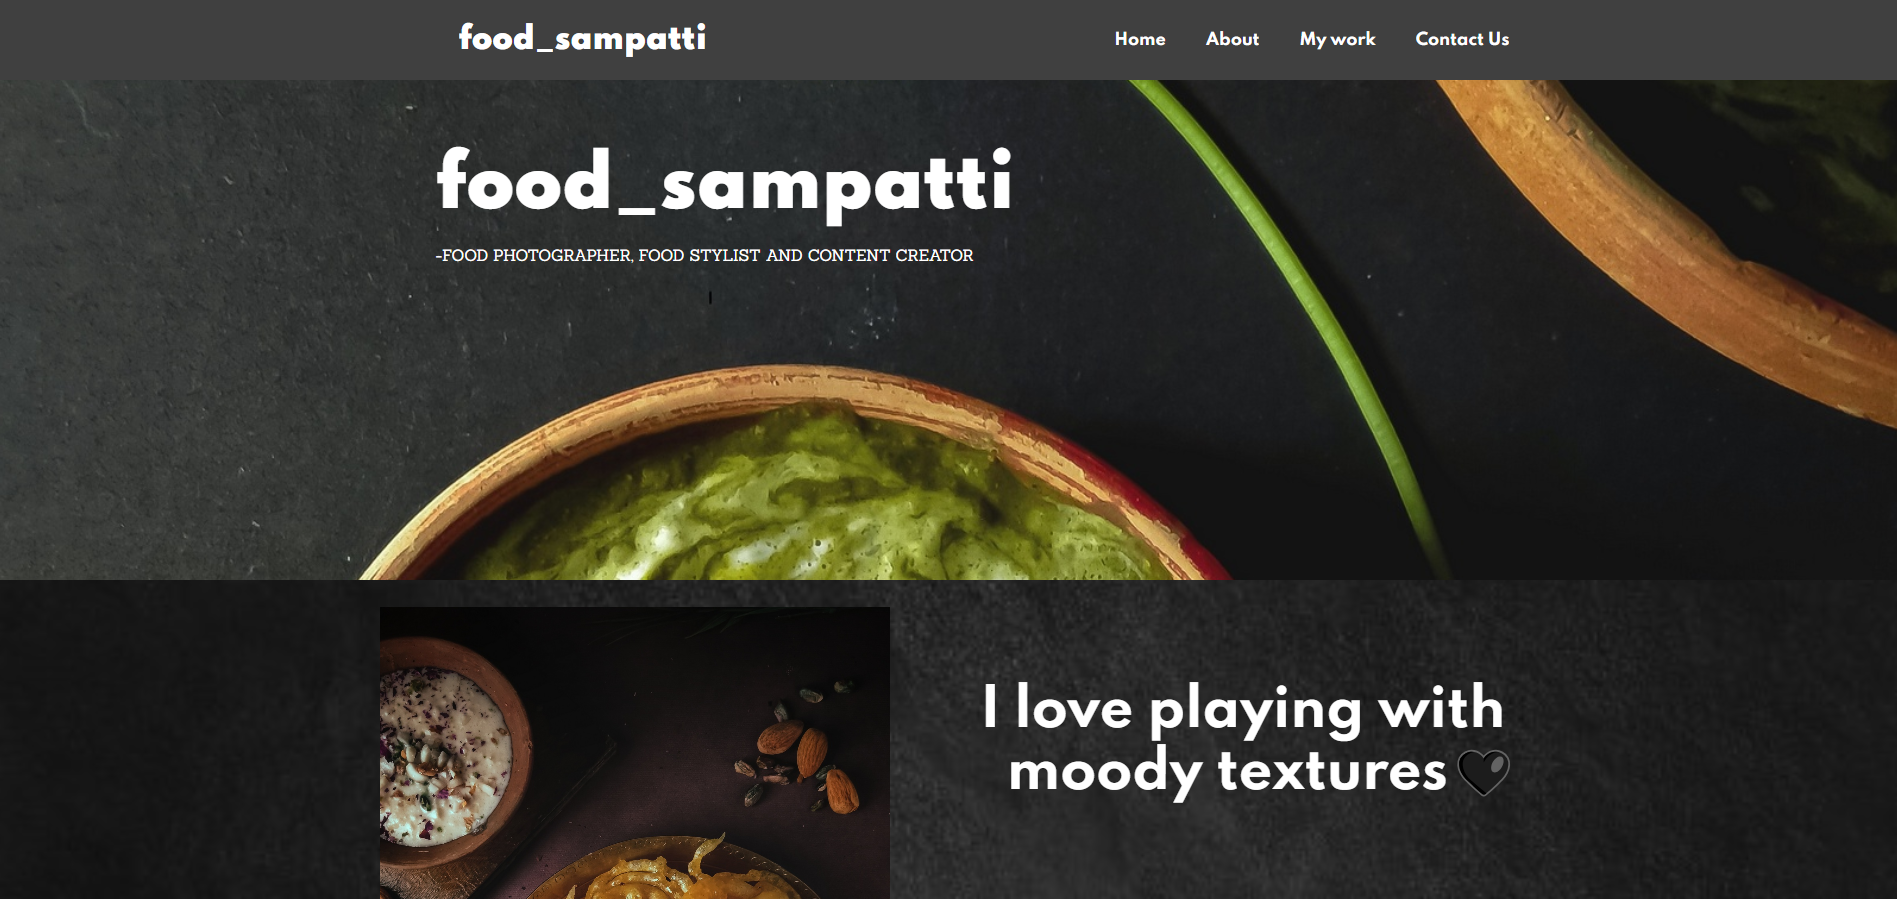 food_sampatti
Home About My work Contact Us
food_sampatti
-FOOD PHOTOGRAPHER, FOOD STYLIST AND CONTENT CREATOR
I love playing with
moody textures🖤